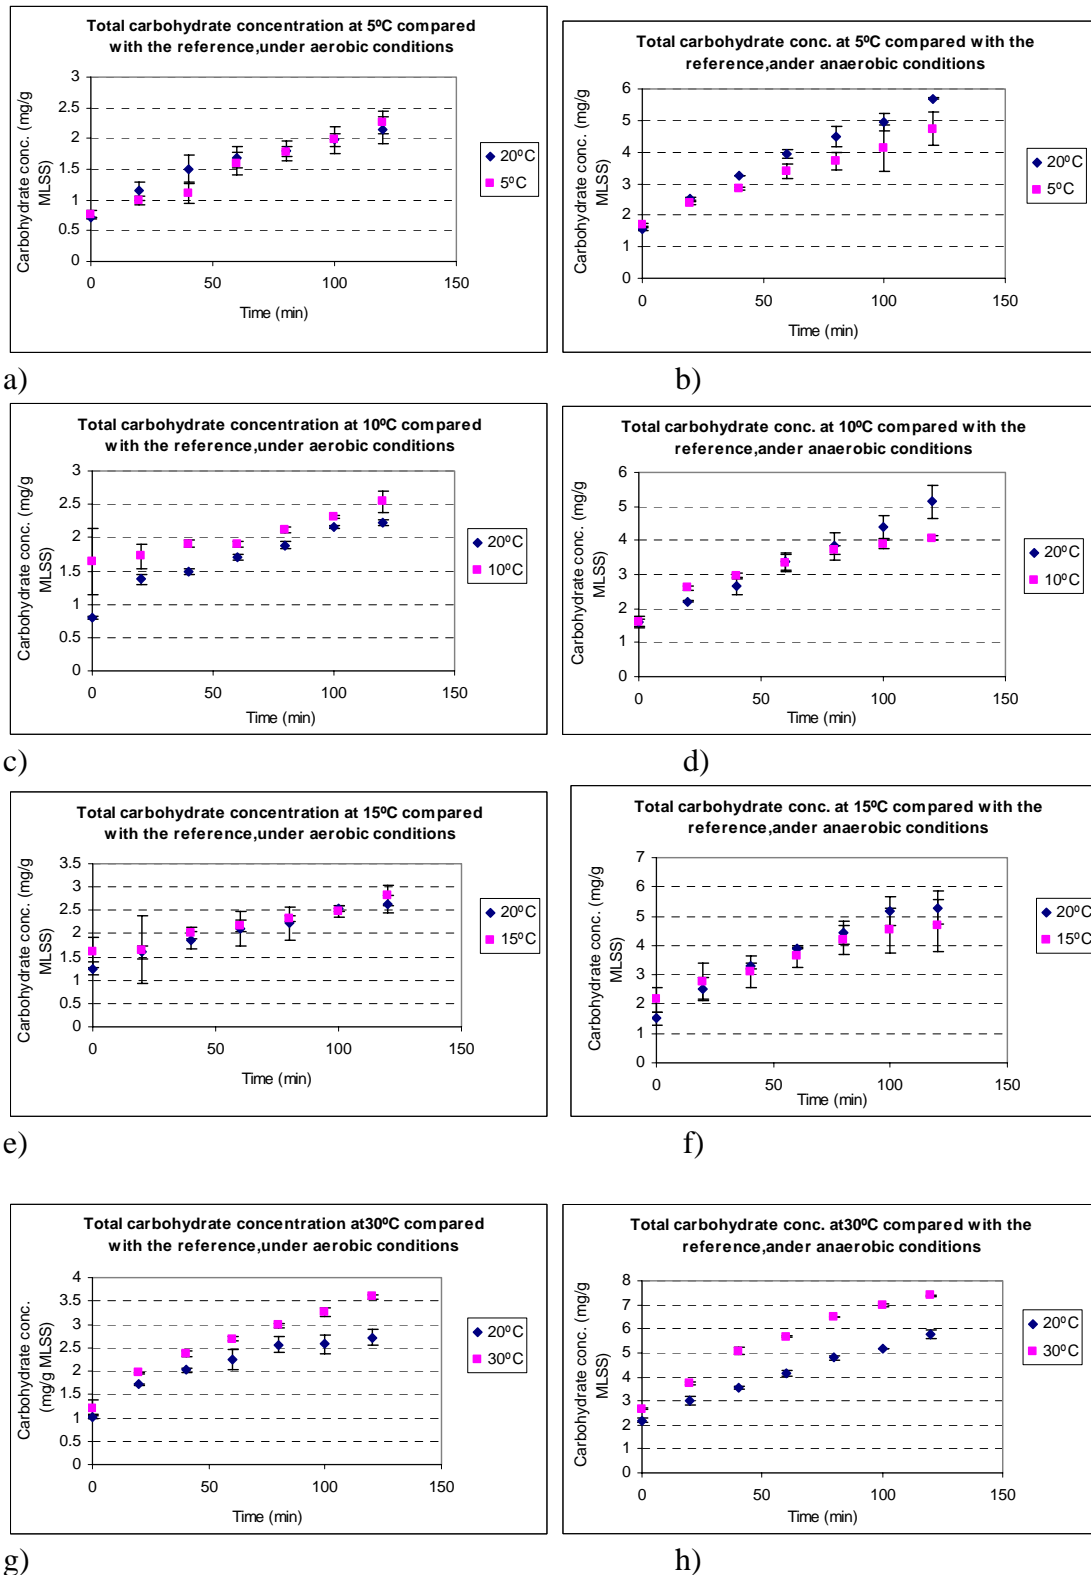 Total carbohydrate concentration at 5ºC compared
with the reference,under aerobic conditions
Carbohydrate conc. (mg/g
MLSS)
3
2.5
2
1.5
1
0.5
0
0
50
100
150
Time (min)
20ºC
5ºC
a)
Total carbohydrate conc. at 5ºC compared with the
reference,ander anaerobic conditions
Carbohydrate conc. (mg/g
MLSS)
6
5
4
3
2
1
0
0
50
100
150
Time (min)
20ºC
5ºC
b)
Total carbohydrate concentration at 10ºC compared
with the reference,under aerobic conditions
Carbohydrate conc. (mg/g
MLSS)
3
2.5
2
1.5
1
0.5
0
0
50
100
150
Time (min)
20ºC
10ºC
c)
Total carbohydrate conc. at 10ºC compared with the
reference,ander anaerobic conditions
Carbohydrate conc. (mg/g
MLSS)
6
5
4
3
2
1
0
0
50
100
150
Time (min)
20ºC
10ºC
d)
Total carbohydrate concentration at 15ºC compared
with the reference,under aerobic conditions
Carbohydrate conc. (mg/g
MLSS)
3.5
3
2.5
2
1.5
1
0.5
0
0
50
100
150
Time (min)
20ºC
15ºC
e)
Total carbohydrate conc. at 15ºC compared with the
reference,ander anaerobic conditions
Carbohydrate conc. (mg/g
MLSS)
7
6
5
4
3
2
1
0
0
50
100
150
Time (min)
20ºC
15ºC
f)
Total carbohydrate concentration at30ºC compared
with the reference,under aerobic conditions
Carbohydrate conc.
(mg/g MLSS)
4
3.5
3
2.5
2
1.5
1
0.5
0
0
50
100
150
Time (min)
20ºC
30ºC
g)
Total carbohydrate conc. at30ºC compared with the
reference,ander anaerobic conditions
Carbohydrate conc. (mg/g
MLSS)
8
7
6
5
4
3
2
1
0
0
50
100
150
Time (min)
20ºC
30ºC
h)